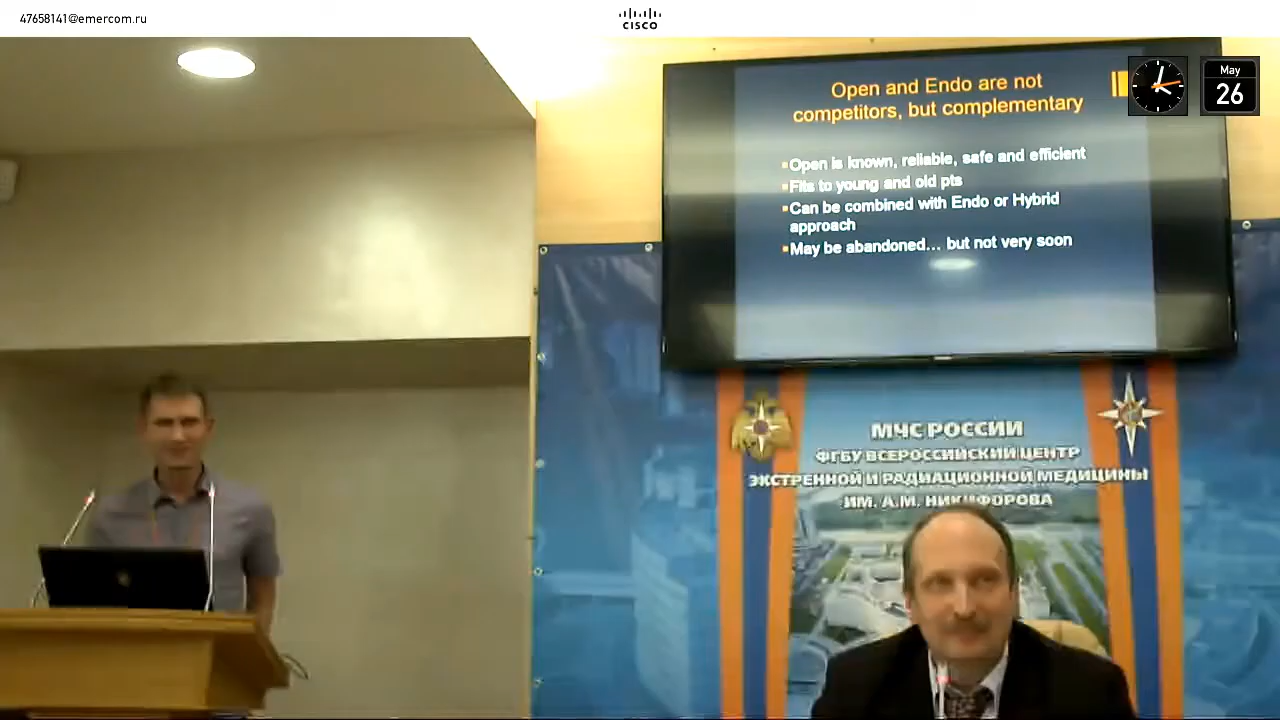 47658141@emercom.ru
CISCO
May
26
Open and Endo are not
competitors, but complementary
Open is known, reliable, safe and efficient
Fits to young and old pts
Can be combined with Endo or Hybrid
approach
May be abandoned... but not very soon
МЧС РОССИИ
ФГБУ ВСЕРОССИЙСКИЙ ЦЕНТР
ЭКСТРЕННОЙ И РАДИАЦИОННОЙ МЕДИЦИНЫ
ИМ. А.М. НИКИФОРОВА